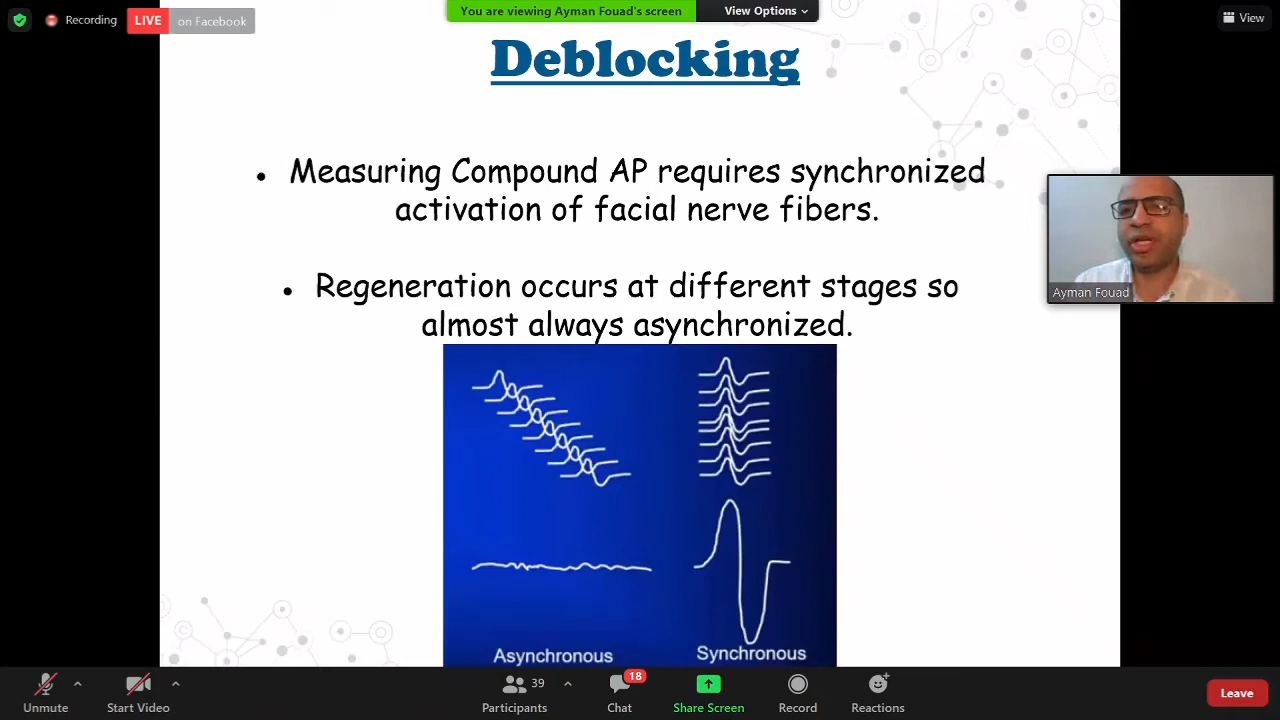 Recording
LIVE on Facebook
You are viewing Ayman Fouad's screen
View Options
View
Deblocking
• Measuring Compound AP requires synchronized
activation of facial nerve fibers.
• Regeneration occurs at different stages so
almost always asynchronized.
Ayman Fouad
Asynchronous
Synchronous
Unmute
Start Video
39
Participants
18
Chat
Share Screen
Record
Reactions
Leave